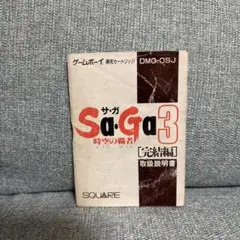 ゲームボーイ 専用カートリッジ DMG-QSJ
サ・ガ
Sa・Ga3
時空の覇者
[完結編]
取扱説明書
SQUARE